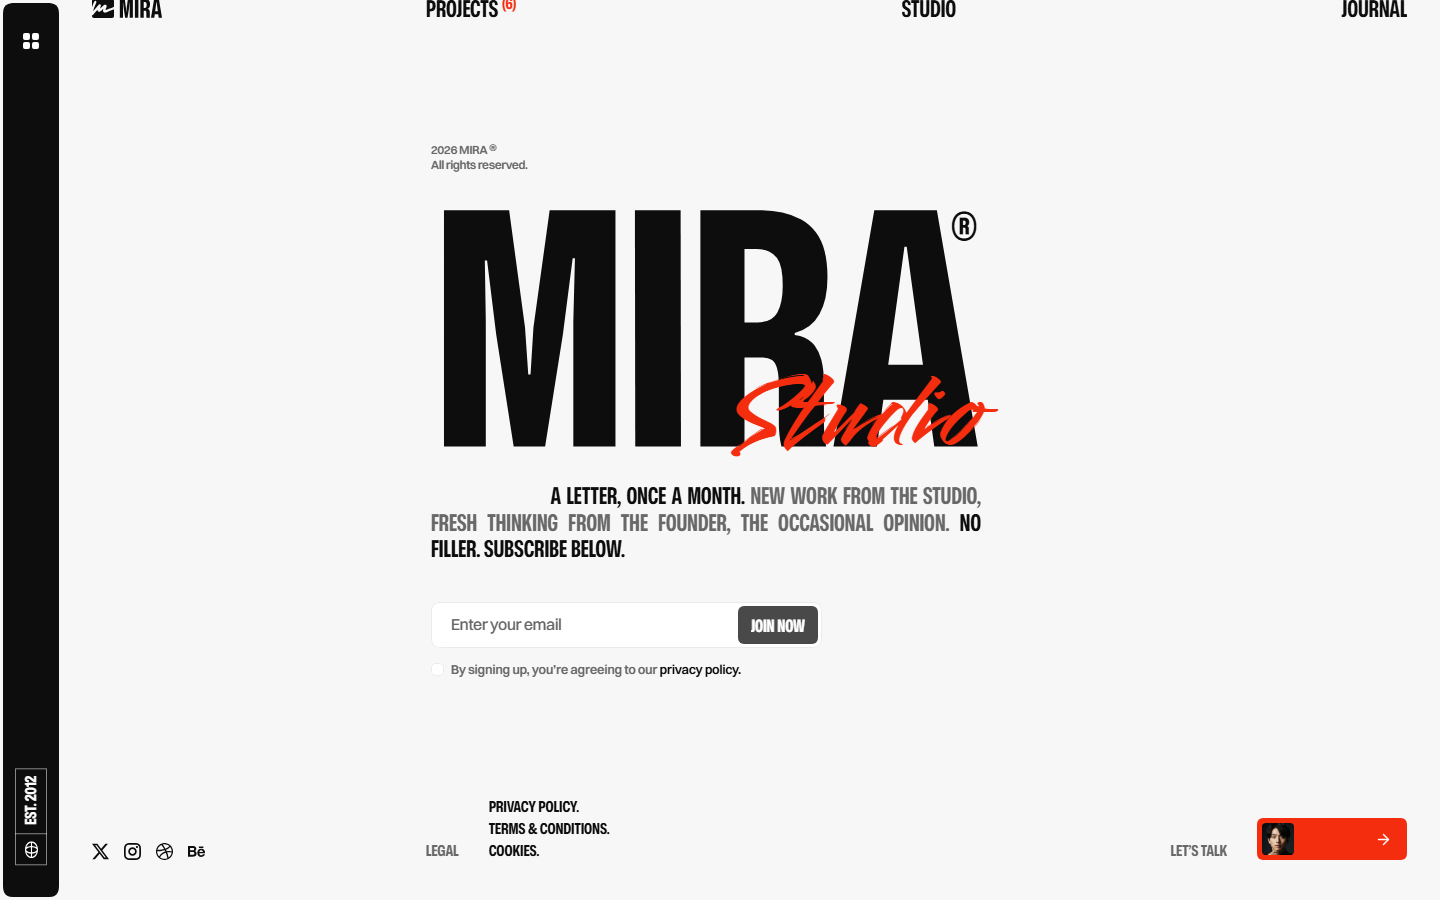 MIRA
PROJECTS (6)
STUDIO
JOURNAL
2026 MIRA ®
All rights reserved.
MIRA®
Studio
A LETTER, ONCE A MONTH. NEW WORK FROM THE STUDIO,
FRESH THINKING FROM THE FOUNDER, THE OCCASIONAL OPINION. NO
FILLER. SUBSCRIBE BELOW.
Enter your email
JOIN NOW
By signing up, you’re agreeing to our privacy policy.
EST. 2012
Bē
LEGAL
PRIVACY POLICY.
TERMS & CONDITIONS.
COOKIES.
LET’S TALK